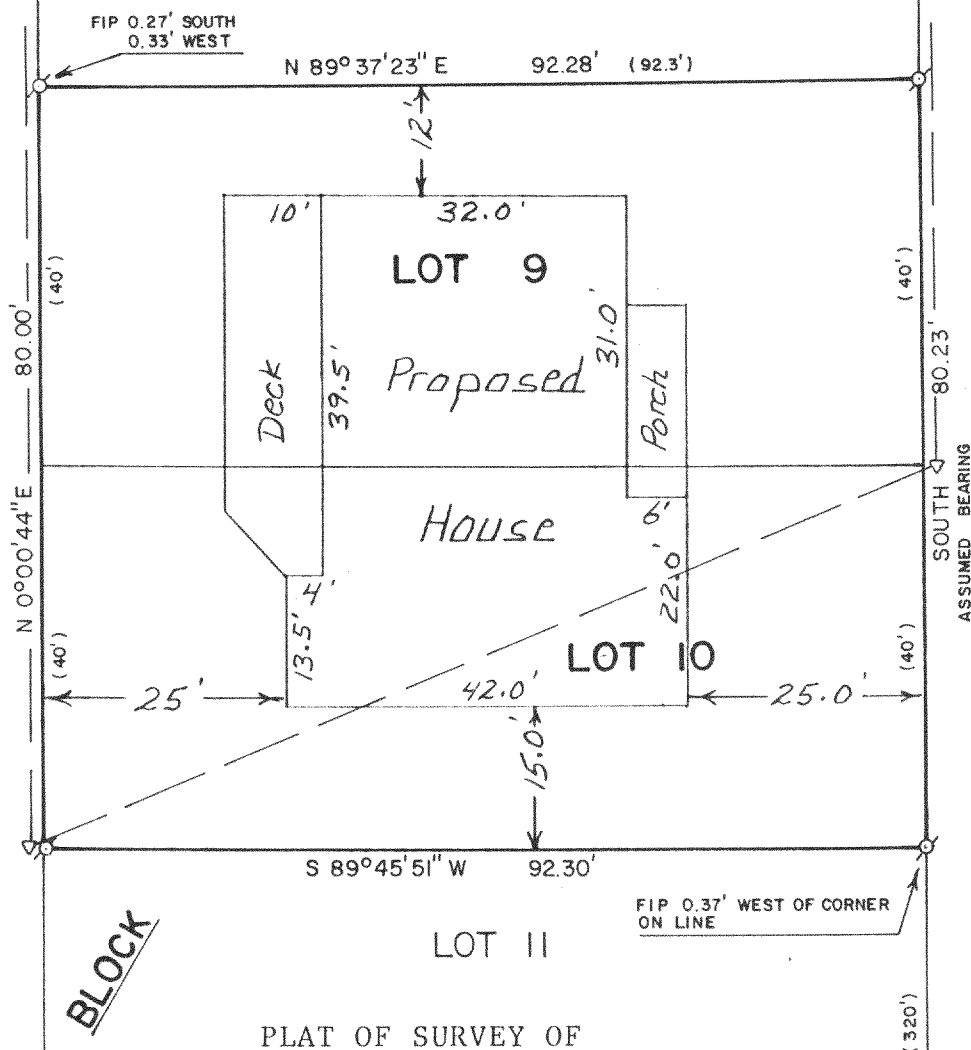 FIP 0.27' SOUTH
0.33' WEST
N 89° 37' 23" E 92.28' (92.3')
12'
10' 32.0'
LOT 9
(40')
(40')
80.00'
80.23'
31.0'
39.5'
Deck
Proposed
Porch
House
6'
N 0°00'44"E
SOUTH
ASSUMED BEARING
4'
22.0'
13.5'
(40')
(40')
LOT 10
25'
42.0'
25.0'
15.0'
S 89°45'51" W 92.30'
FIP 0.37' WEST OF CORNER
ON LINE
LOT 11
BLOCK
(320')
PLAT OF SURVEY OF